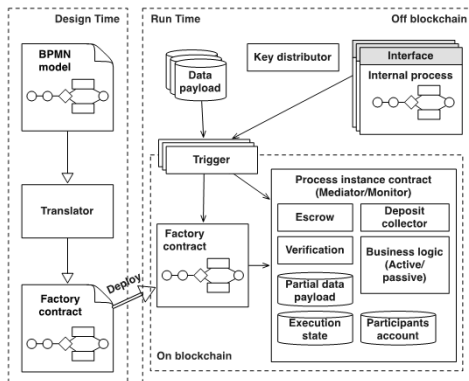 Design Time
BPMN
model
Translator
Factory
contract
Deploy
Run Time
Off blockchain
Data
payload
Key distributor
Interface
Internal process
Trigger
Factory
contract
Process instance contract
(Mediator/Monitor)
Escrow
Deposit
collector
Verification
Business logic
(Active/
passive)
Partial data
payload
Execution
state
Participants
account
On blockchain